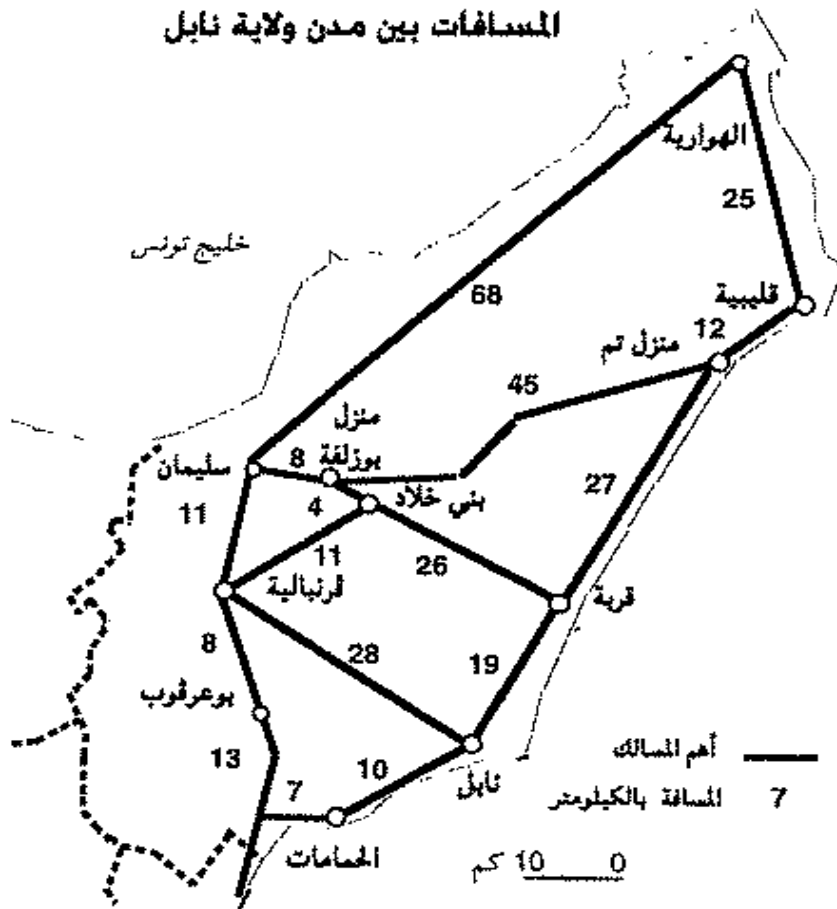 المسافات بين مدن ولاية نابل
الهوارية
25
خليج تونس
68
قليبية
12
منزل تم
45
منزل
بوزلفة
8
سليمان
27
بني خلاد
4
11
11
26
قرنبالية
قربة
8
28
19
بوعرقوب
13
10
نابل
أهم المسالك
7
المسافة بالكيلومتر 7
الحمامات
0 10 كم